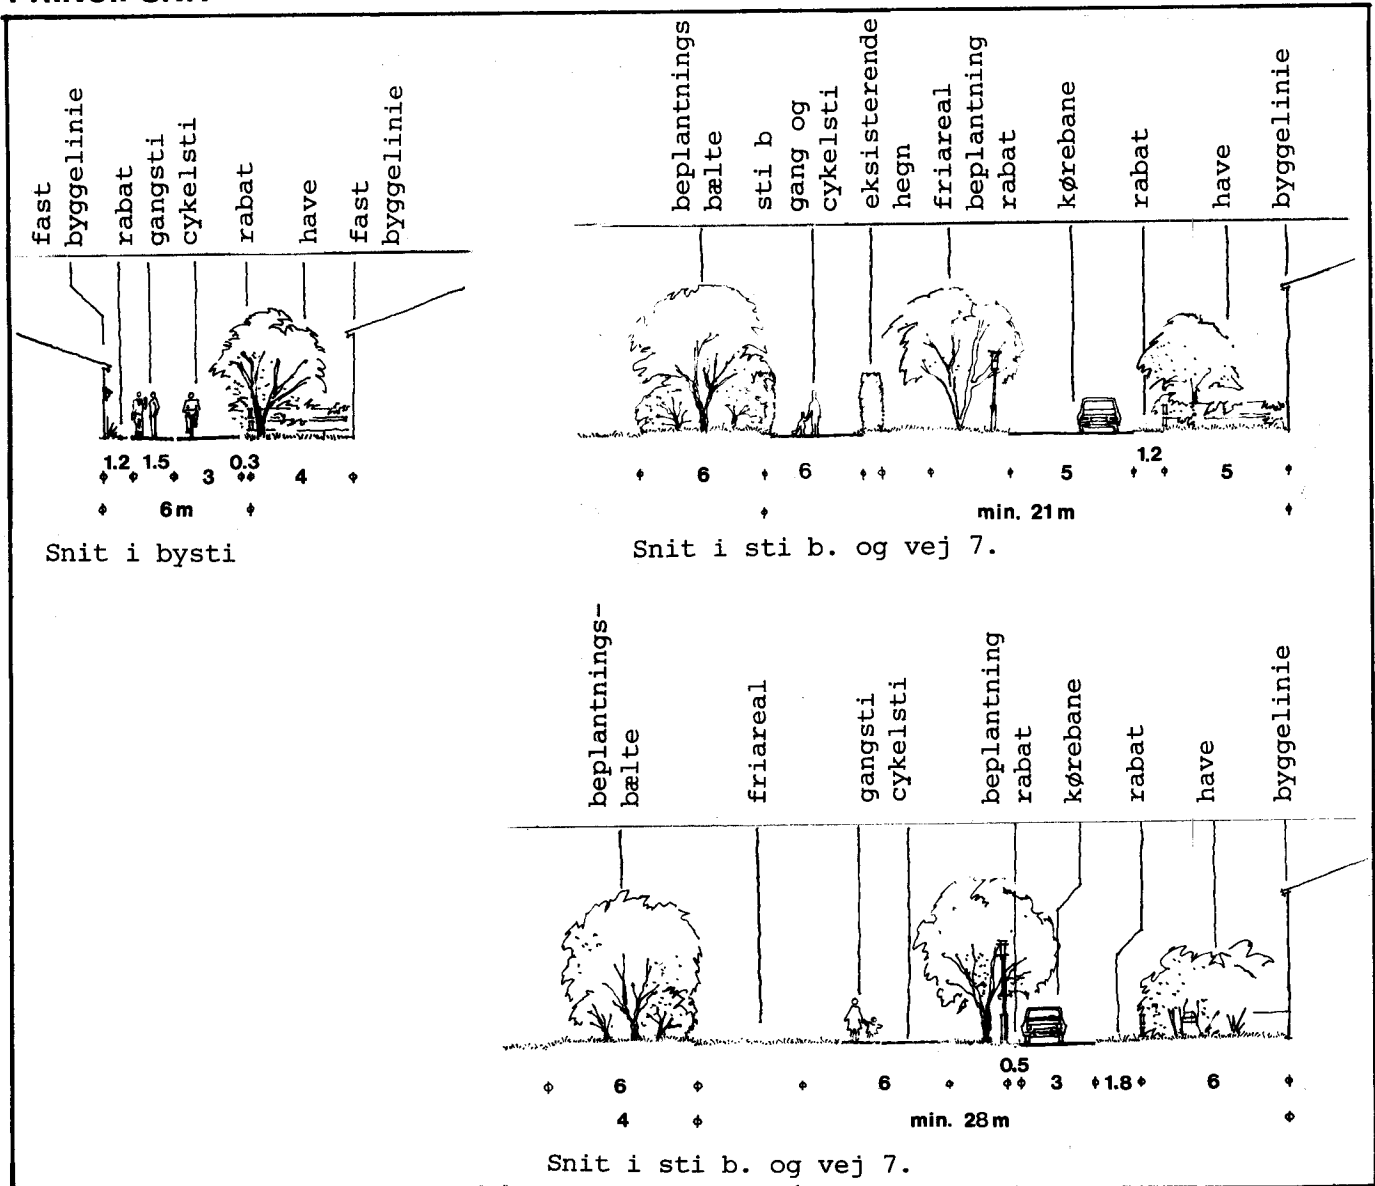 fast
byggelinie
rabat
gangsti
cykelsti
rabat
have
fast
byggelinie
1.2 1.5 3 0.3 4
6m
Snit i bysti
beplantnings
bælte
sti b
gang og
cykelsti
eksisterende
hegn
friareal
beplantning
rabat
kørebane
rabat
have
byggelinie
6 6 5 1.2 5
min. 21m
Snit i sti b. og vej 7.
beplantnings-
bælte
friareal
gangsti
cykelsti
beplantning
rabat
kørebane
rabat
have
byggelinie
6 6 0.5 3 1.8 6
4 min. 28m
Snit i sti b. og vej 7.